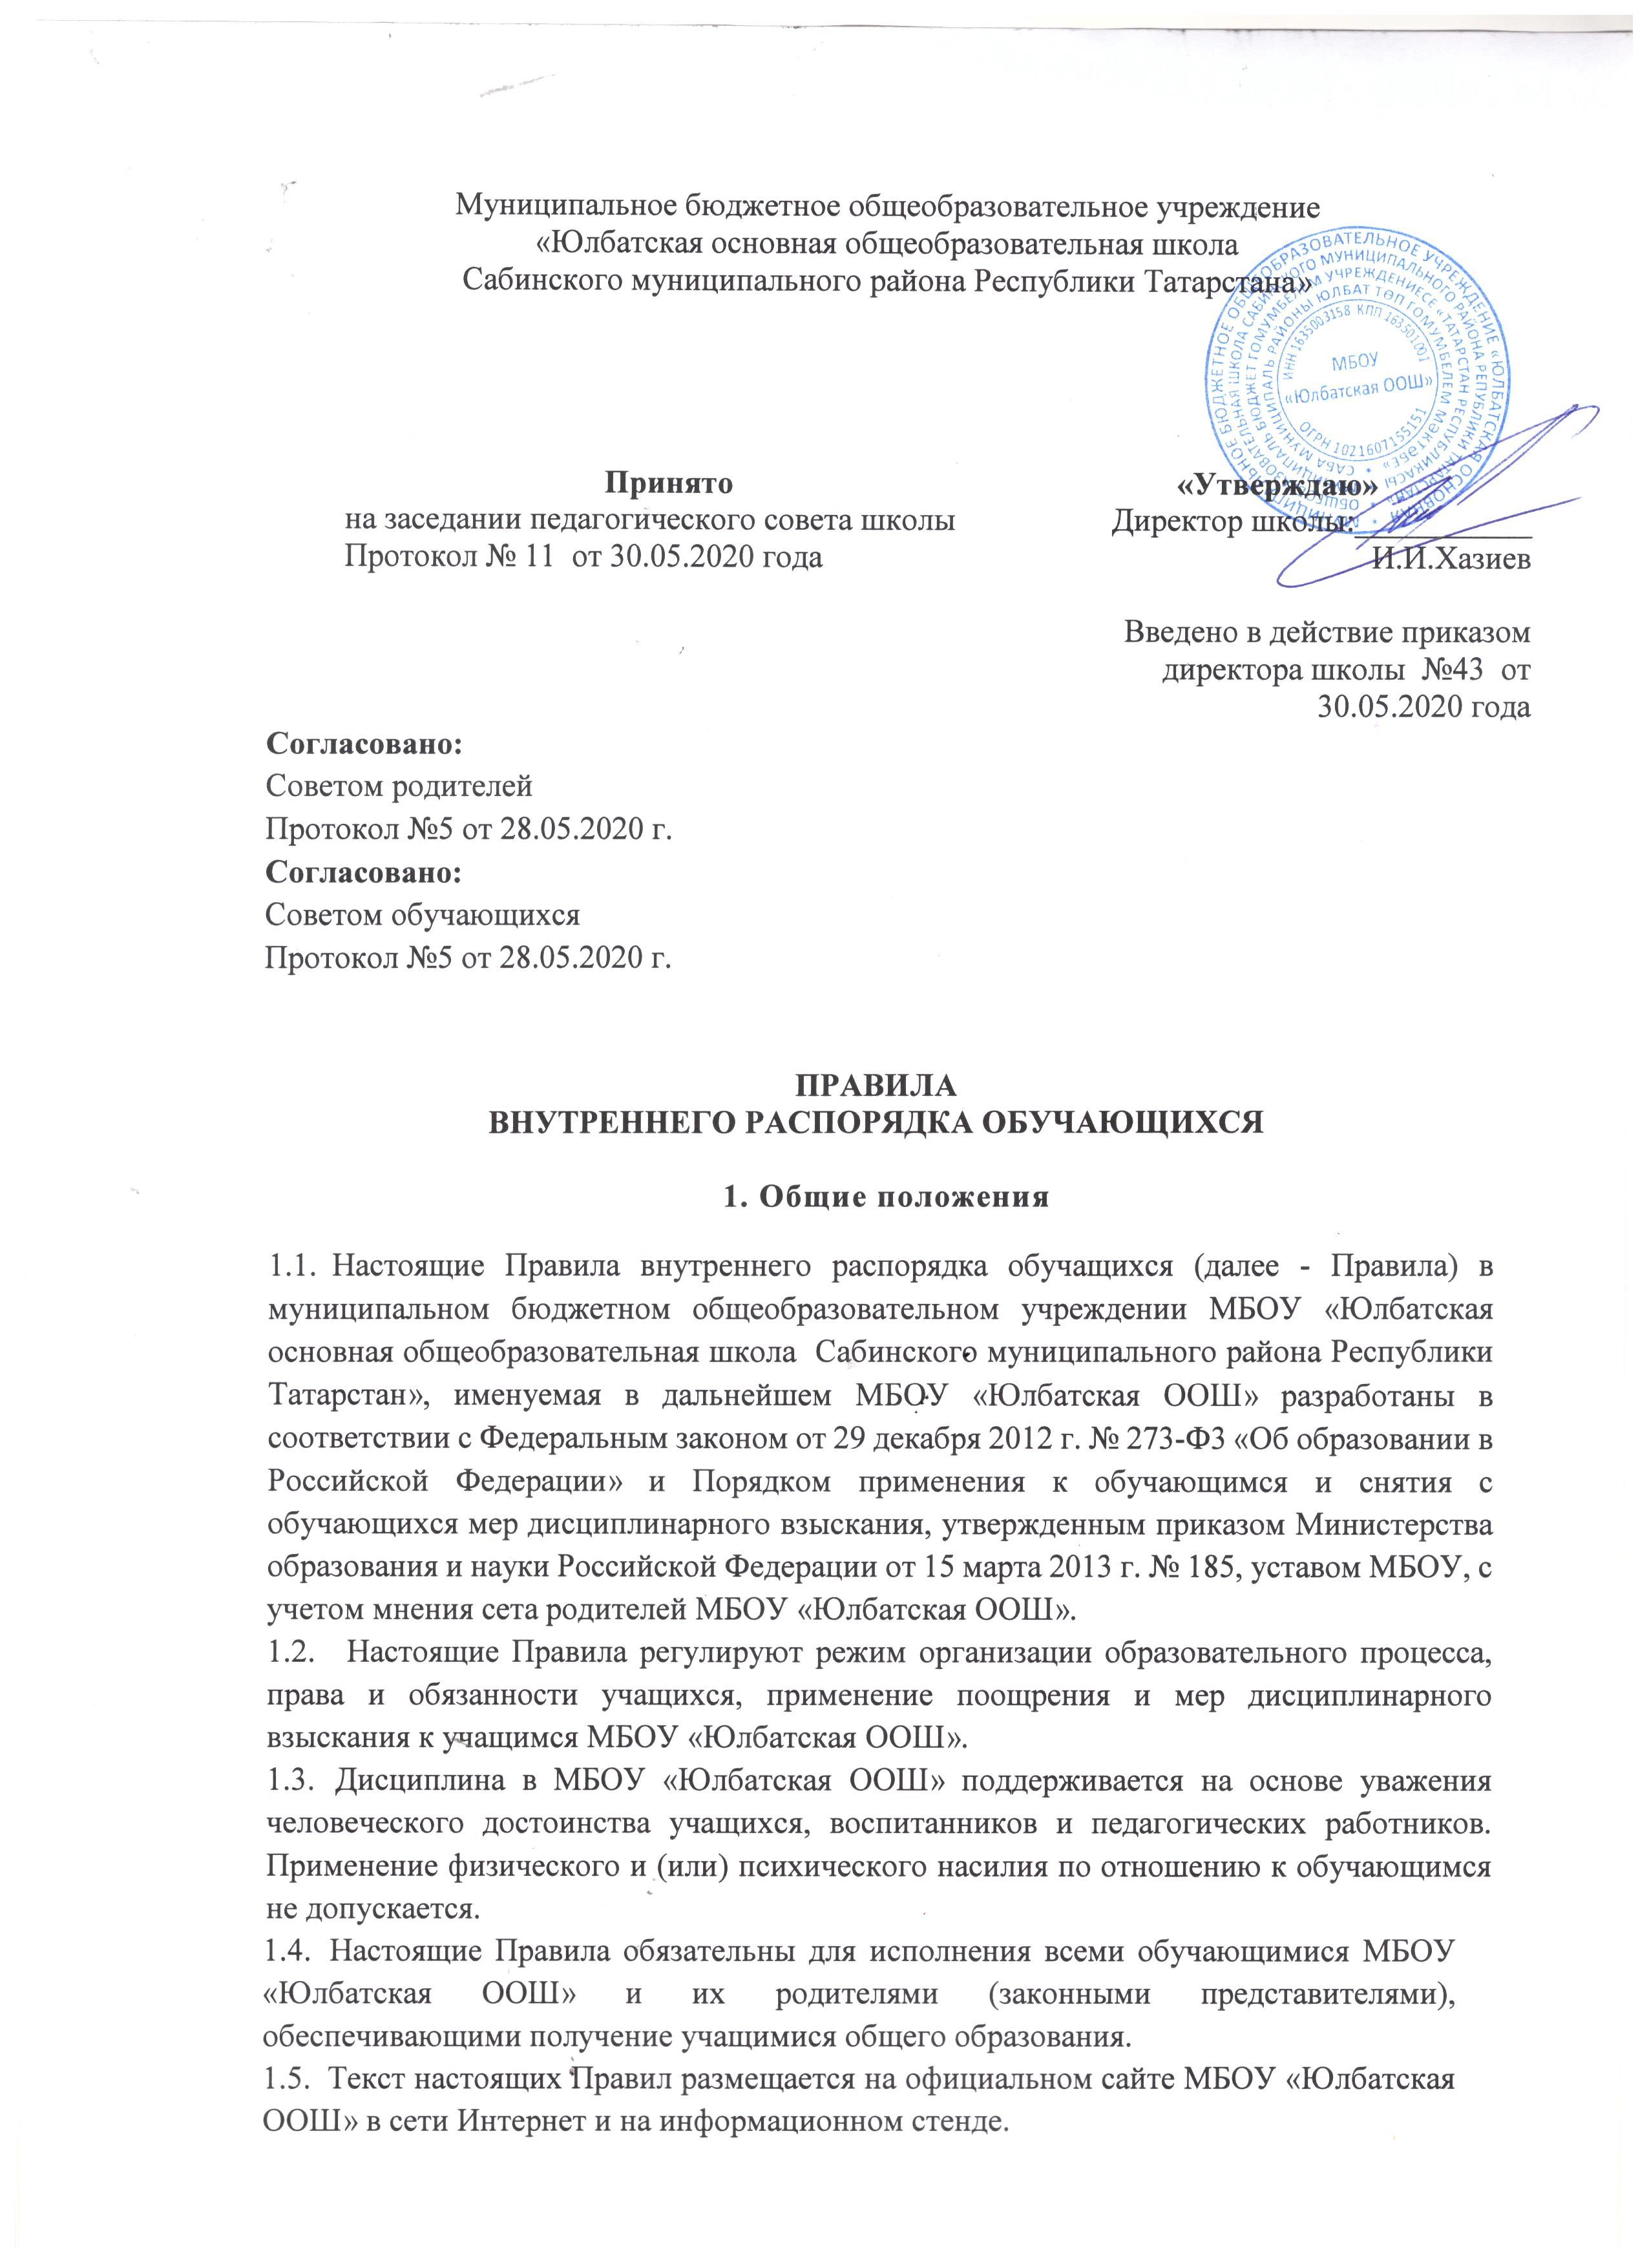 Муниципальное бюджетное общеобразовательное учреждение
«Юлбатская основная общеобразовательная школа
Сабинского муниципального района Республики Татарстана»
ИНН 1635003158 КПП 163501001
МБОУ
«Юлбатская ООШ»
ОГРН 1021607155151
Принято
на заседании педагогического совета школы
Протокол № 11 от 30.05.2020 года
«Утверждаю»
Директор школы:___________
И.И.Хазиев
Введено в действие приказом
директора школы №43 от
30.05.2020 года
Согласовано:
Советом родителей
Протокол №5 от 28.05.2020 г.
Согласовано:
Советом обучающихся
Протокол №5 от 28.05.2020 г.
ПРАВИЛА
ВНУТРЕННЕГО РАСПОРЯДКА ОБУЧАЮЩИХСЯ
1. Общие положения
1.1. Настоящие Правила внутреннего распорядка обучащихся (далее - Правила) в
муниципальном бюджетном общеобразовательном учреждении МБОУ «Юлбатская
основная общеобразовательная школа Сабинского муниципального района Республики
Татарстан», именуемая в дальнейшем МБОУ «Юлбатская ООШ» разработаны в
соответствии с Федеральным законом от 29 декабря 2012 г. № 273-ФЗ «Об образовании в
Российской Федерации» и Порядком применения к обучающимся и снятия с
обучающихся мер дисциплинарного взыскания, утвержденным приказом Министерства
образования и науки Российской Федерации от 15 марта 2013 г. № 185, уставом МБОУ, с
учетом мнения сета родителей МБОУ «Юлбатская ООШ».
1.2. Настоящие Правила регулируют режим организации образовательного процесса,
права и обязанности учащихся, применение поощрения и мер дисциплинарного
взыскания к учащимся МБОУ «Юлбатская ООШ».
1.3. Дисциплина в МБОУ «Юлбатская ООШ» поддерживается на основе уважения
человеческого достоинства учащихся, воспитанников и педагогических работников.
Применение физического и (или) психического насилия по отношению к обучающимся
не допускается.
1.4. Настоящие Правила обязательны для исполнения всеми обучающимися МБОУ
«Юлбатская ООШ» и их родителями (законными представителями),
обеспечивающими получение учащимися общего образования.
1.5. Текст настоящих Правил размещается на официальном сайте МБОУ «Юлбатская
ООШ» в сети Интернет и на информационном стенде.